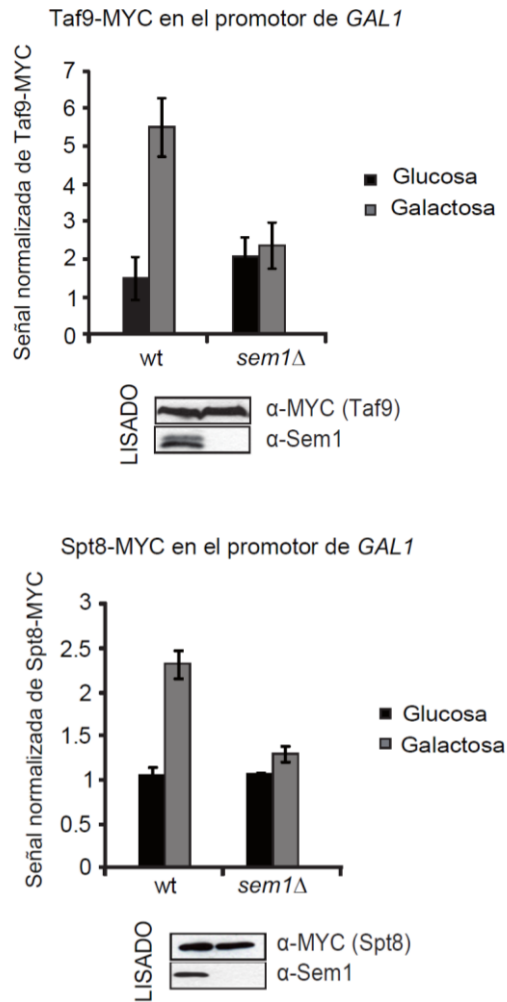 Taf9-MYC en el promotor de GAL1
Señal normalizada de Taf9-MYC
7
6
5
4
3
2
1
0
Glucosa
Galactosa
wt sem1Δ
LISADO
α-MYC (Taf9)
α-Sem1
Spt8-MYC en el promotor de GAL1
Señal normalizada de Spt8-MYC
3
2.5
2
1.5
1
0.5
0
Glucosa
Galactosa
wt sem1Δ
LISADO
α-MYC (Spt8)
α-Sem1